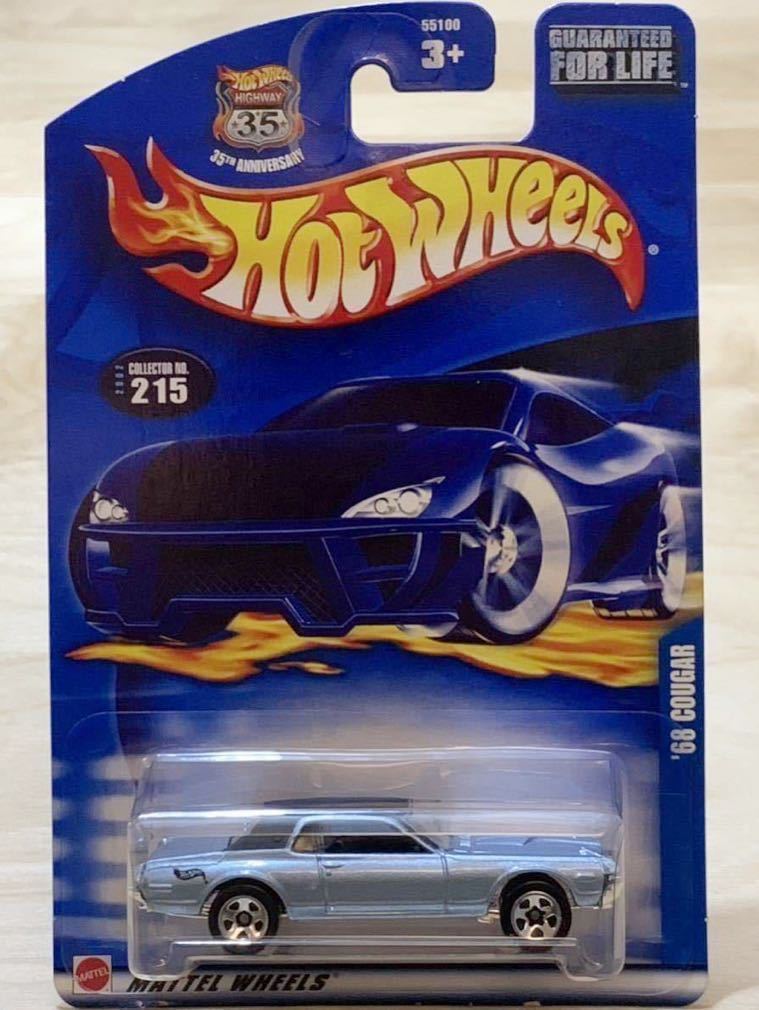 55100
3+
GUARANTEED
FOR LIFE
™
Hot Wheels
HIGHWAY
35
35TH ANNIVERSARY
HOT WHEELS
®
2002
COLLECTOR NO.
215
'68 COUGAR
MATTEL
MATTEL WHEELS®